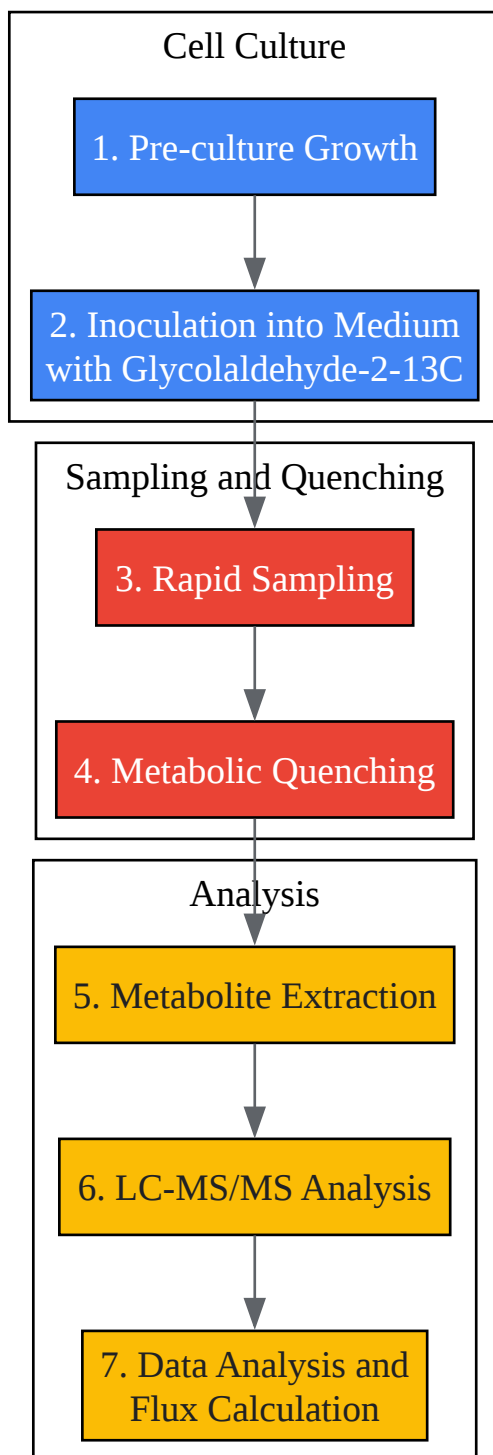 Cell Culture
1. Pre-culture Growth
2. Inoculation into Medium
with Glycolaldehyde-2-13C
Sampling and Quenching
3. Rapid Sampling
4. Metabolic Quenching
Analysis
5. Metabolite Extraction
6. LC-MS/MS Analysis
7. Data Analysis and
Flux Calculation